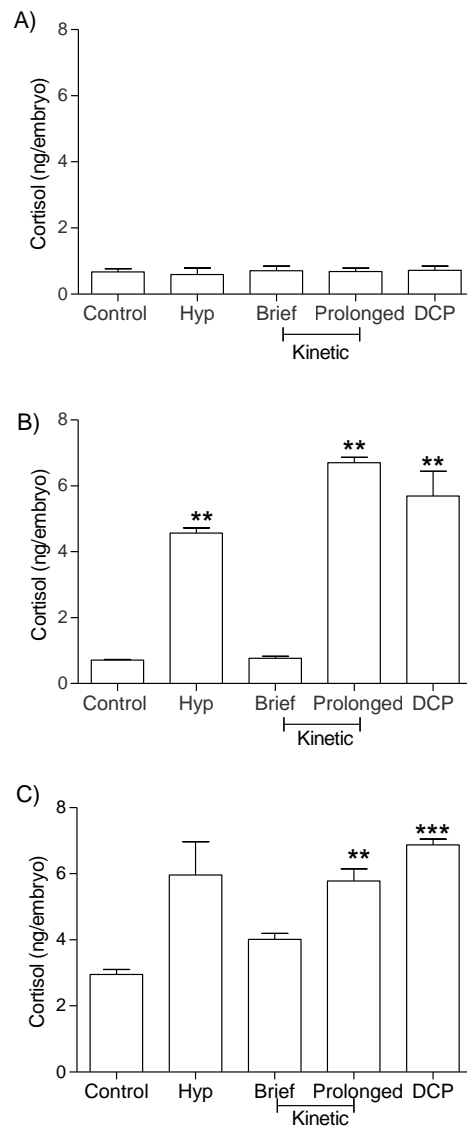 A)
8
6
4
2
0
Cortisol (ng/embryo)
Control Hyp Brief Prolonged DCP
Kinetic
B)
8
6
4
2
0
Cortisol (ng/embryo)
**
**
**
Control Hyp Brief Prolonged DCP
Kinetic
C)
8
6
4
2
0
Cortisol (ng/embryo)
**
***
Control Hyp Brief Prolonged DCP
Kinetic